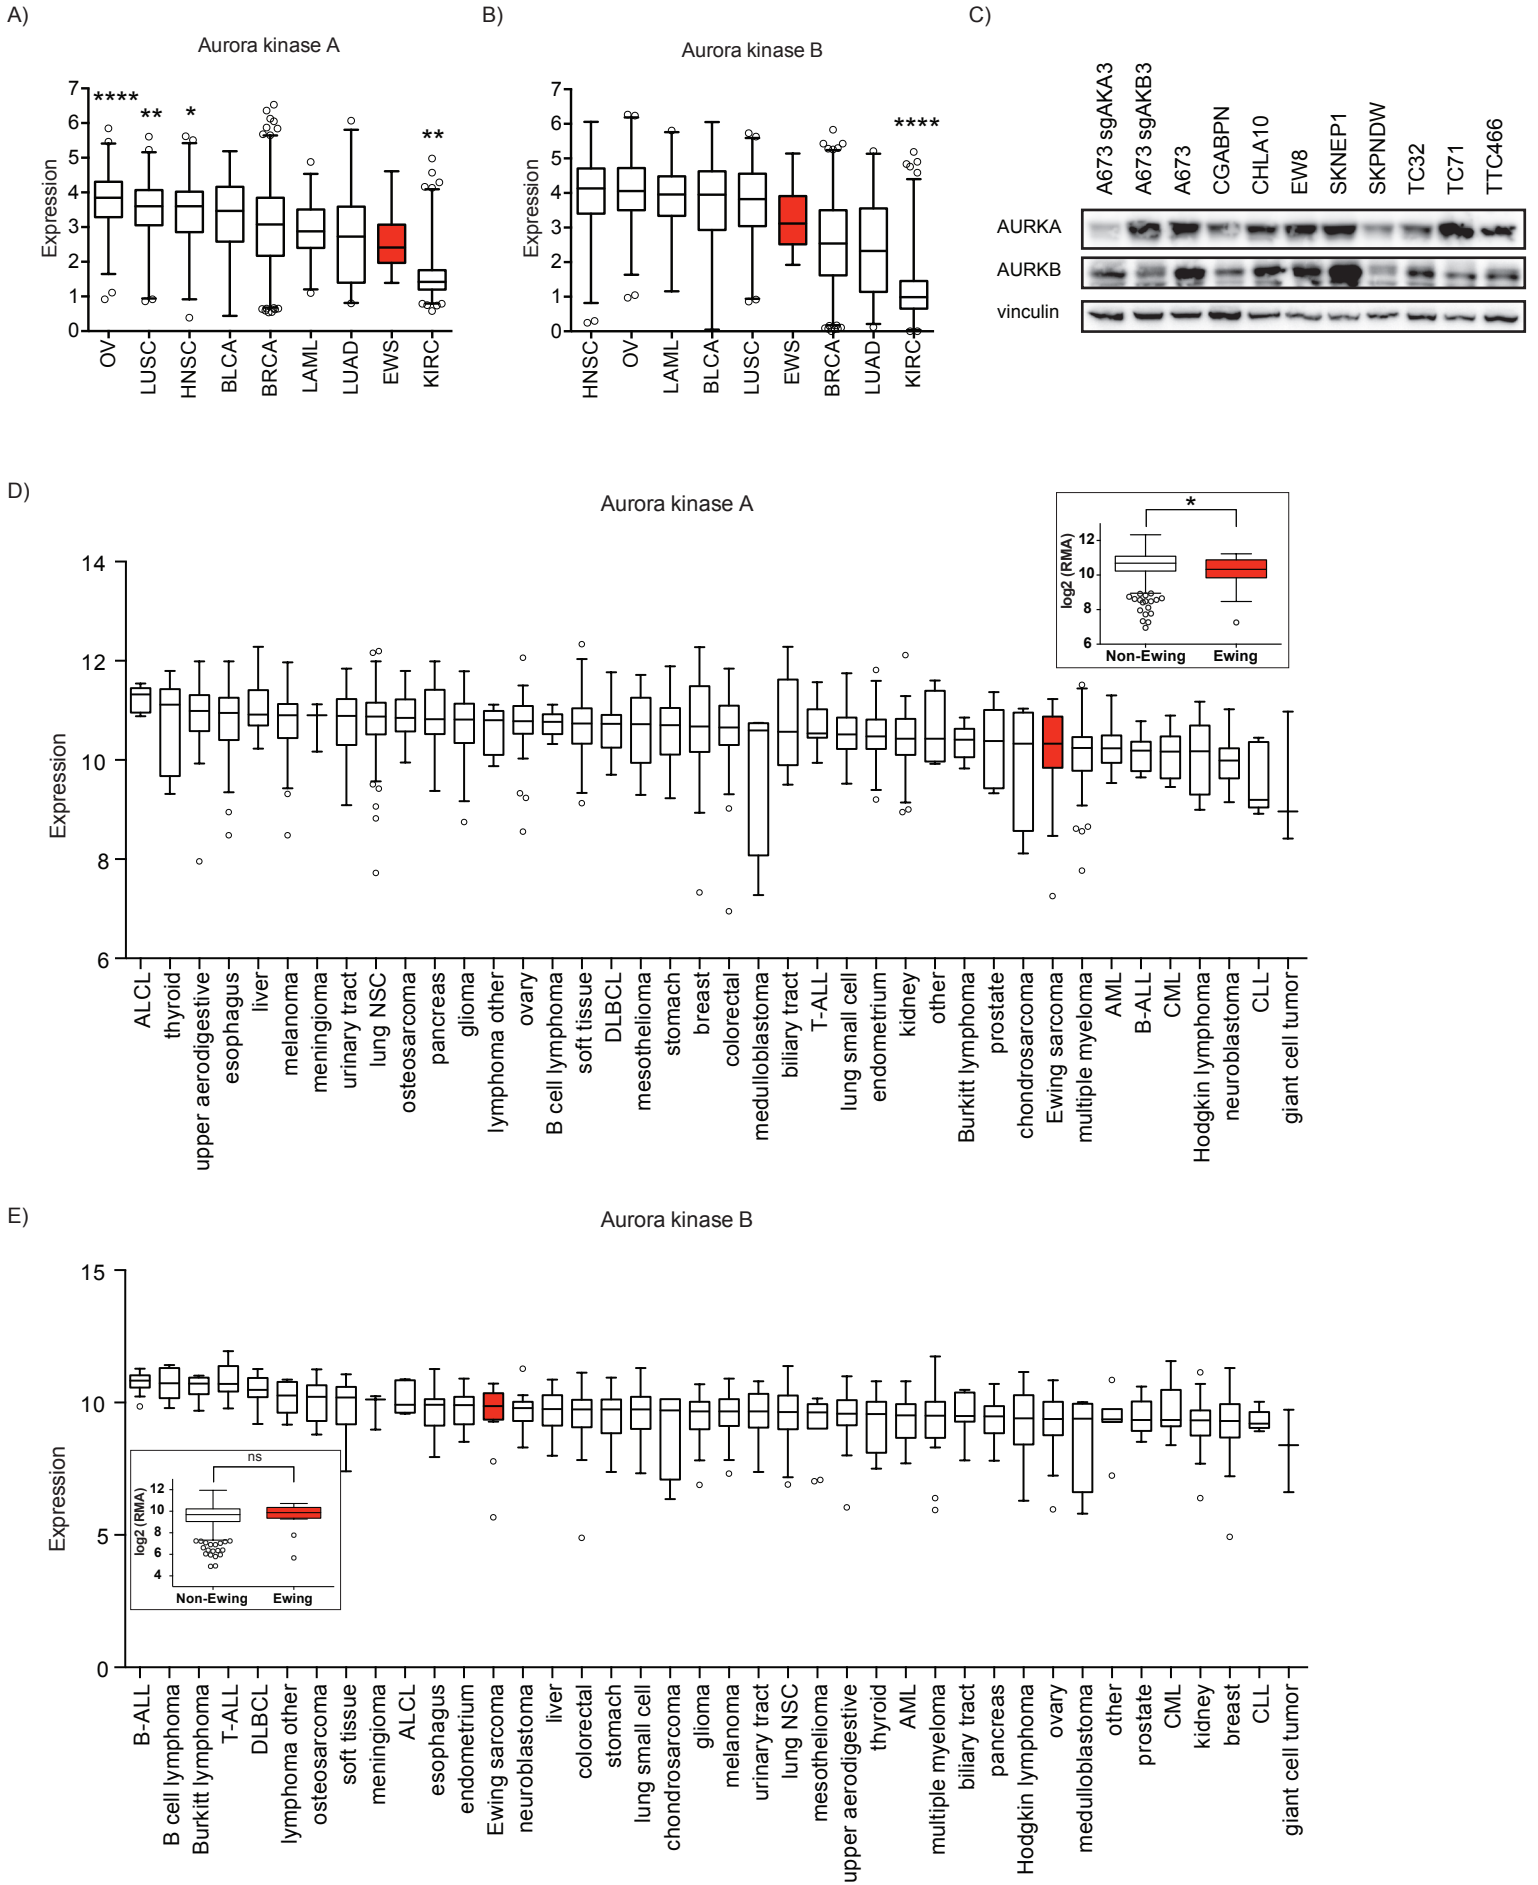 A)
B)
C)
Aurora kinase A
Expression
7
6
5
4
3
2
1
0
****
**
*
**
OV
LUSC
HNSC
BLCA
BRCA
LAML
LUAD
EWS
KIRC
Aurora kinase B
Expression
7
6
5
4
3
2
1
0
****
HNSC
OV
LAML
BLCA
LUSC
EWS
BRCA
LUAD
KIRC
A673 sgAKA3
A673 sgAKB3
A673
CGABPN
CHLA10
EW8
SKNEP1
SKPNDW
TC32
TC71
TTC466
AURKA
AURKB
vinculin
D)
Aurora kinase A
Expression
14
12
10
8
6
*
log2 (RMA)
12
10
8
6
Non-Ewing
Ewing
ALCL
thyroid
upper aerodigestive
esophagus
liver
melanoma
meningioma
urinary tract
lung NSC
osteosarcoma
pancreas
glioma
lymphoma other
ovary
B cell lymphoma
soft tissue
DLBCL
mesothelioma
stomach
breast
colorectal
medulloblastoma
biliary tract
T-ALL
lung small cell
endometrium
kidney
other
Burkitt lymphoma
prostate
chondrosarcoma
Ewing sarcoma
multiple myeloma
AML
B-ALL
CML
Hodgkin lymphoma
neuroblastoma
CLL
giant cell tumor
E)
Aurora kinase B
Expression
15
10
5
0
ns
log2 (RMA)
12
10
8
6
4
Non-Ewing
Ewing
B-ALL
B cell lymphoma
Burkitt lymphoma
T-ALL
DLBCL
lymphoma other
osteosarcoma
soft tissue
meningioma
ALCL
esophagus
endometrium
Ewing sarcoma
neuroblastoma
liver
colorectal
stomach
lung small cell
chondrosarcoma
glioma
melanoma
urinary tract
lung NSC
mesothelioma
upper aerodigestive
thyroid
AML
multiple myeloma
biliary tract
pancreas
Hodgkin lymphoma
ovary
medulloblastoma
other
prostate
CML
kidney
breast
CLL
giant cell tumor